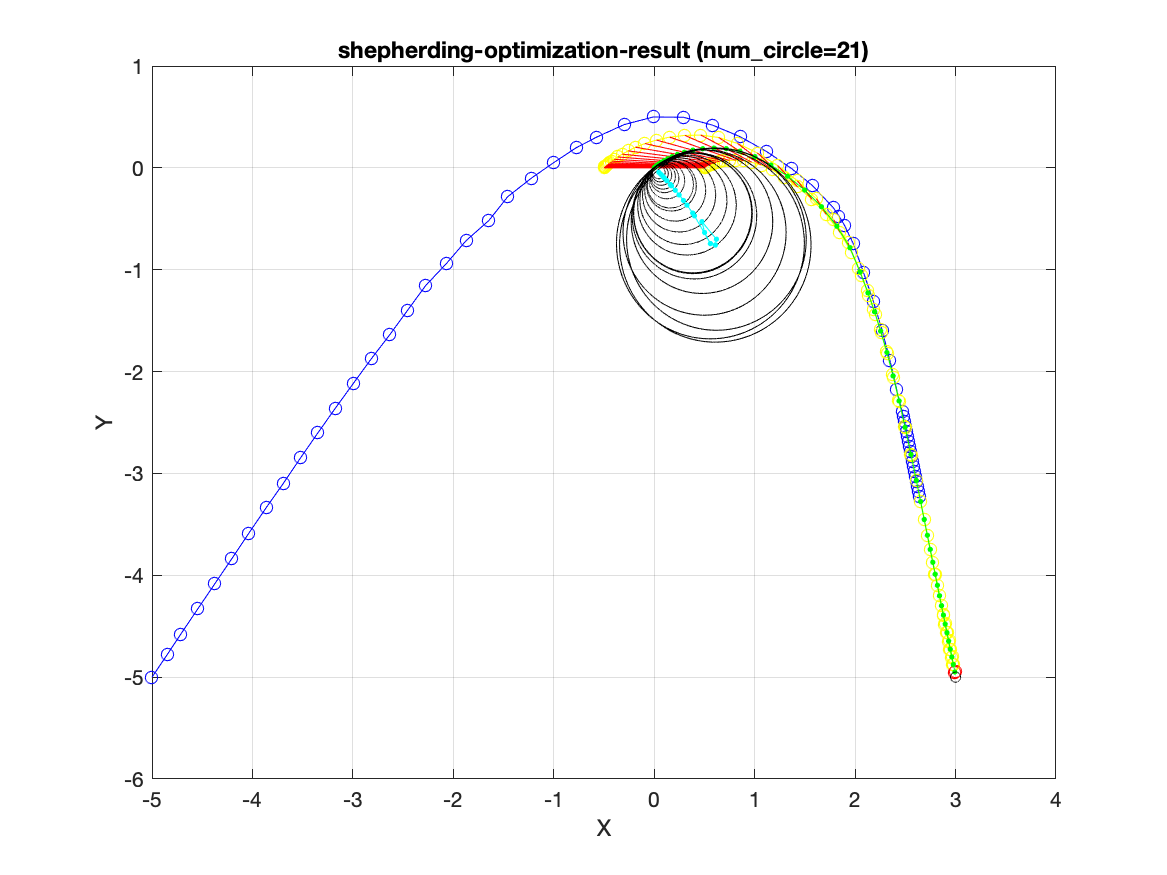 shepherding-optimization-result (num_circle=21)
1
0
-1
-2
-3
-4
-5
-6
Y
-5 -4 -3 -2 -1 0 1 2 3 4
X